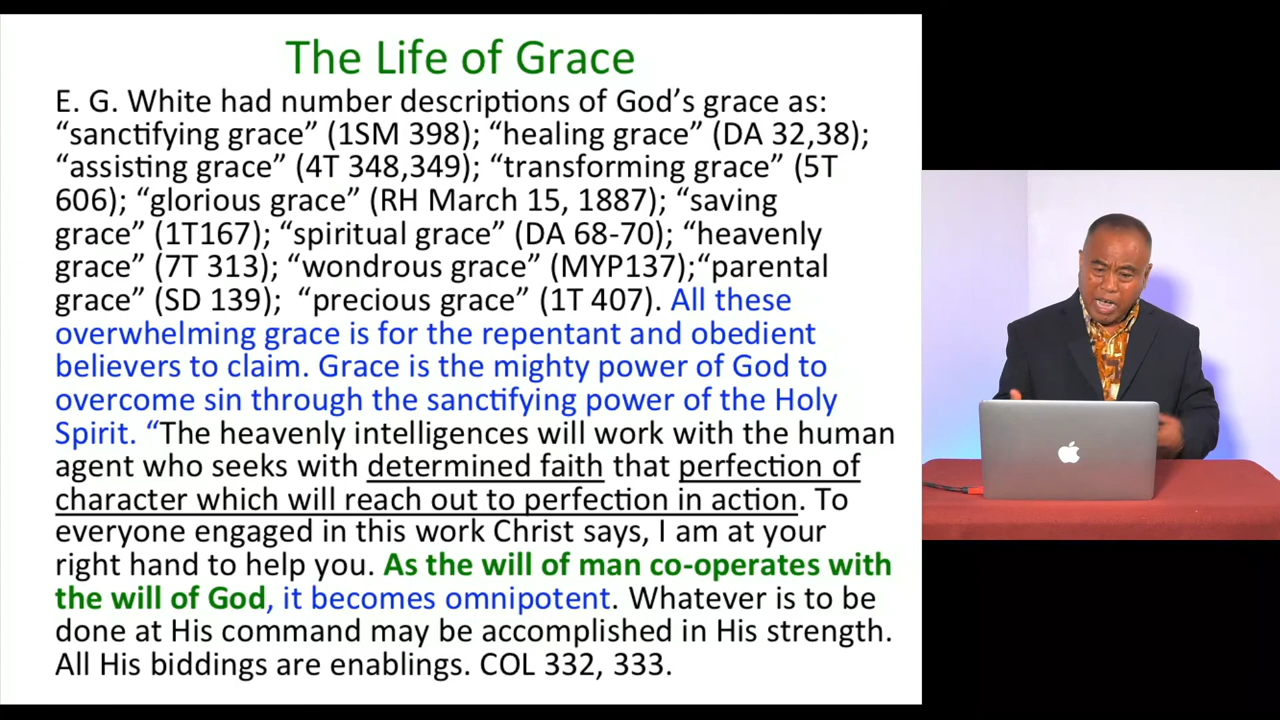 The Life of Grace
E. G. White had number descriptions of God’s grace as:
“sanctifying grace” (1SM 398); “healing grace” (DA 32,38);
“assisting grace” (4T 348,349); “transforming grace” (5T
606); “glorious grace” (RH March 15, 1887); “saving
grace” (1T167); “spiritual grace” (DA 68-70); “heavenly
grace” (7T 313); “wondrous grace” (MYP137);“parental
grace” (SD 139);  “precious grace” (1T 407). All these
overwhelming grace is for the repentant and obedient
believers to claim. Grace is the mighty power of God to
overcome sin through the sanctifying power of the Holy
Spirit. “The heavenly intelligences will work with the human
agent who seeks with determined faith that perfection of
character which will reach out to perfection in action. To
everyone engaged in this work Christ says, I am at your
right hand to help you. As the will of man co-operates with
the will of God, it becomes omnipotent. Whatever is to be
done at His command may be accomplished in His strength.
All His biddings are enablings. COL 332, 333.